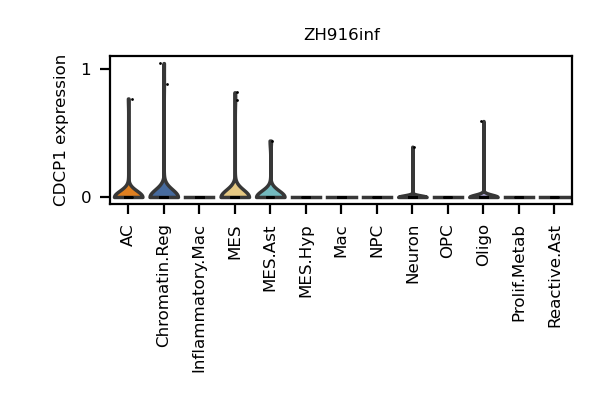 ZH916inf
CDCP1 expression
1
0
AC
Chromatin.Reg
Inflammatory.Mac
MES
MES.Ast
MES.Hyp
Mac
NPC
Neuron
OPC
Oligo
Prolif.Metab
Reactive.Ast